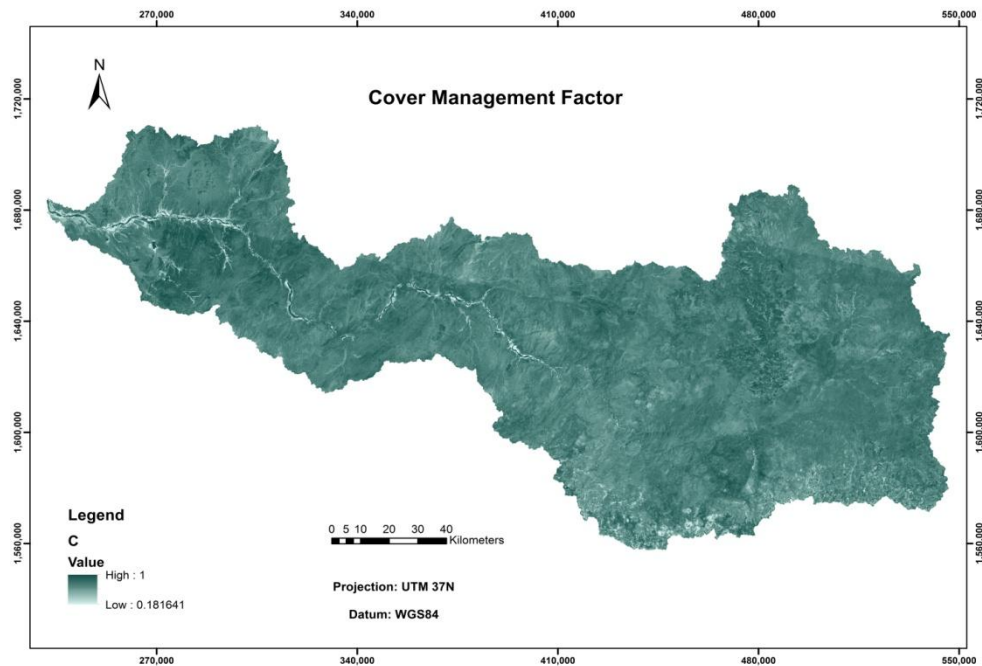 270,000 340,000 410,000 480,000 550,000
N
Cover Management Factor
1,720,000 1,720,000
1,680,000 1,680,000
1,640,000 1,640,000
1,600,000 1,600,000
1,560,000 1,560,000
Legend
C
Value
High : 1
Low : 0.181641
0 5 10 20 30 40
Kilometers
Projection: UTM 37N
Datum: WGS84
270,000 340,000 410,000 480,000 550,000